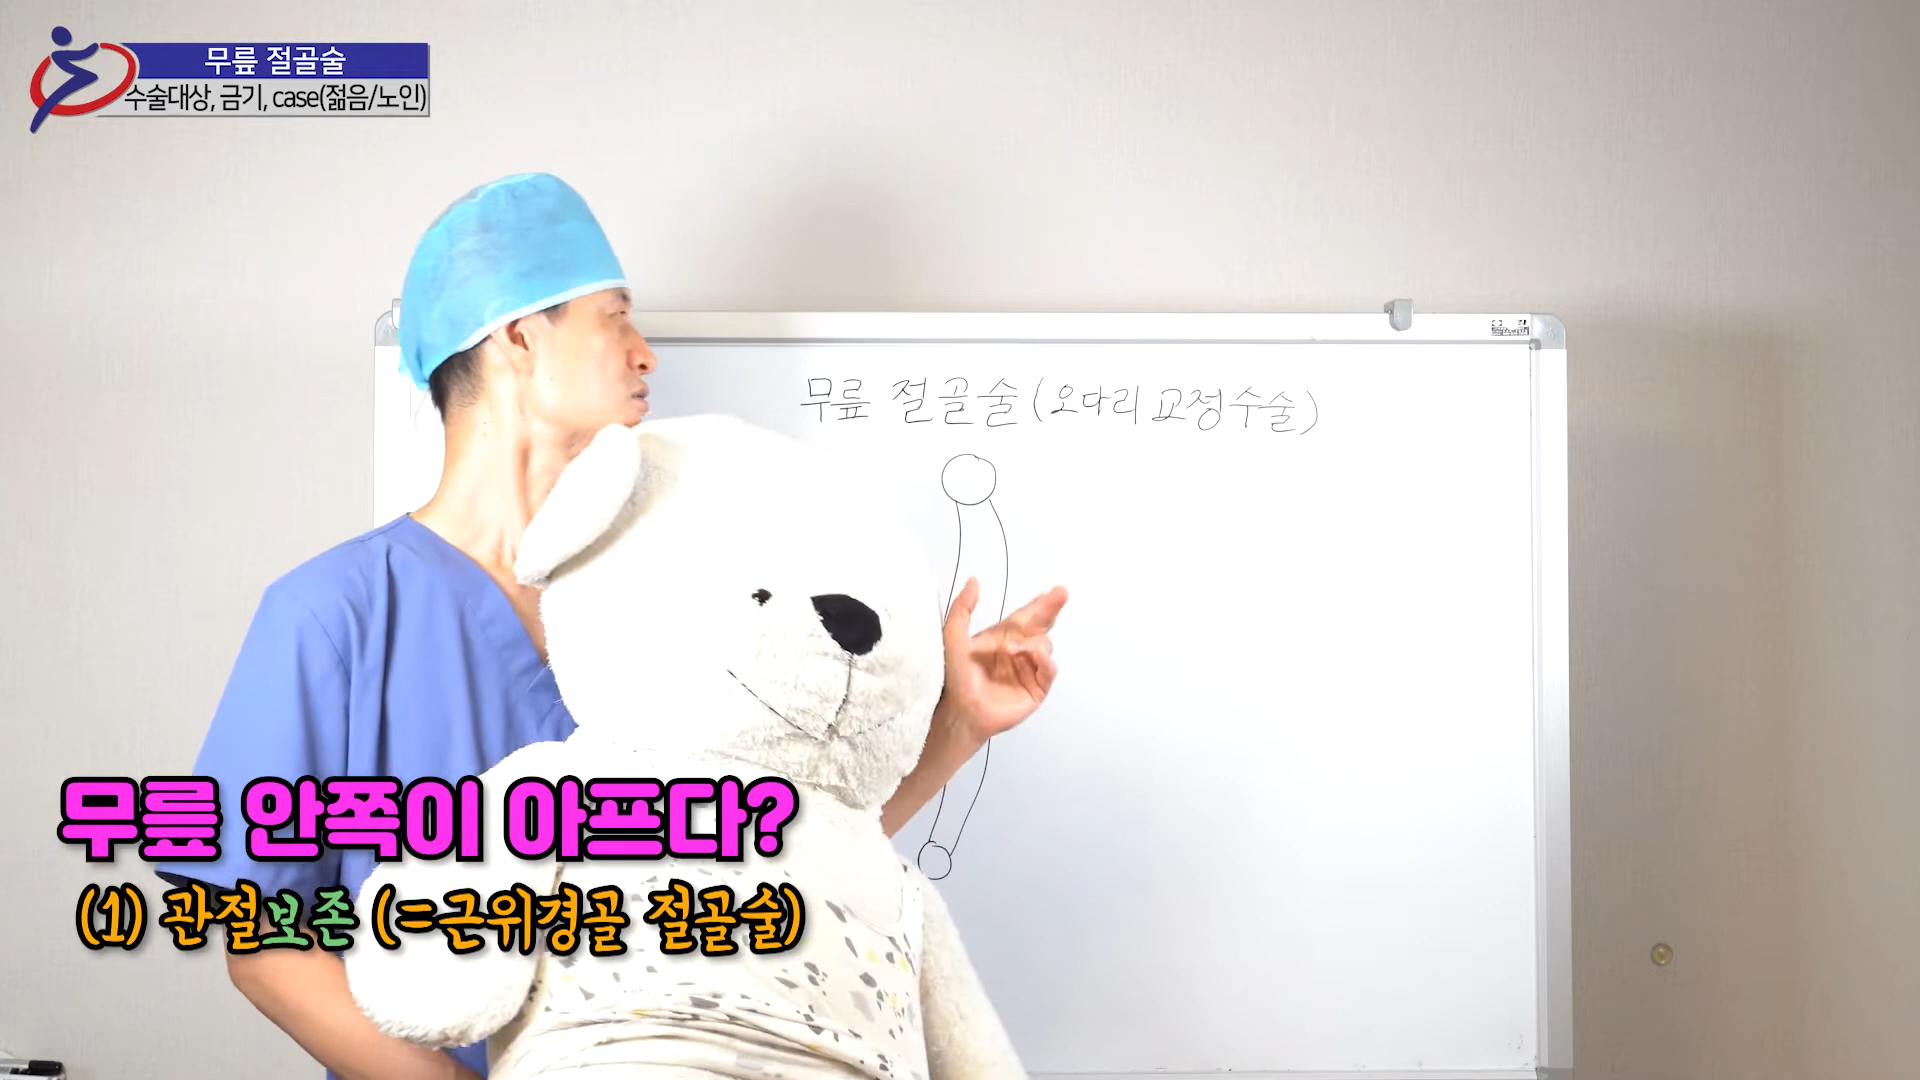 무릎 절골술
수술대상, 금기, case(젊음/노인)
무릎 절골술(오다리 교정수술)
무릎 안쪽이 아프다?
(1) 관절보존 (=근위경골 절골술)